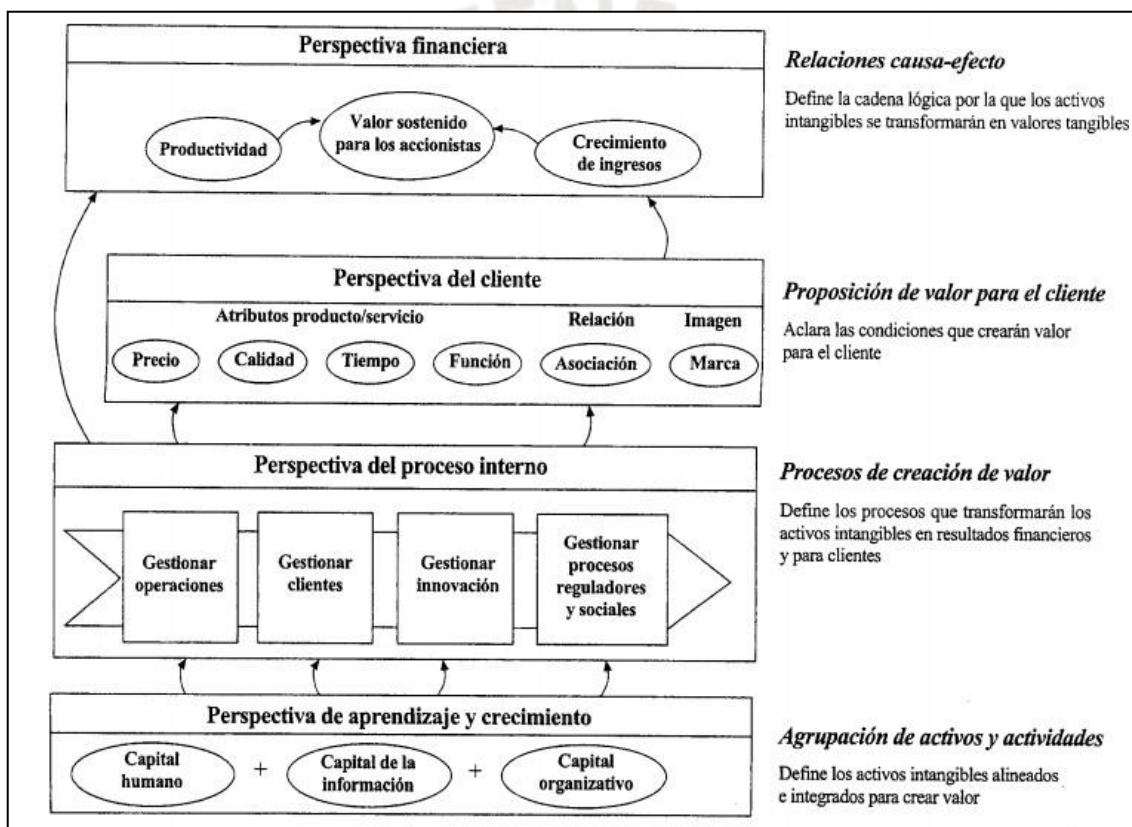 Perspectiva financiera
Productividad
Valor sostenido
para los accionistas
Crecimiento
de ingresos
Relaciones causa-efecto
Define la cadena lógica por la que los activos
intangibles se transformarán en valores tangibles
Perspectiva del cliente
Atributos producto/servicio
Relación
Imagen
Precio
Calidad
Tiempo
Función
Asociación
Marca
Proposición de valor para el cliente
Aclara las condiciones que crearán valor
para el cliente
Perspectiva del proceso interno
Gestionar
operaciones
Gestionar
clientes
Gestionar
innovación
Gestionar
procesos
reguladores
y sociales
Procesos de creación de valor
Define los procesos que transformarán los
activos intangibles en resultados financieros
y para clientes
Perspectiva de aprendizaje y crecimiento
Capital
humano
+
Capital de la
información
+
Capital
organizativo
Agrupación de activos y actividades
Define los activos intangibles alineados
e integrados para crear valor